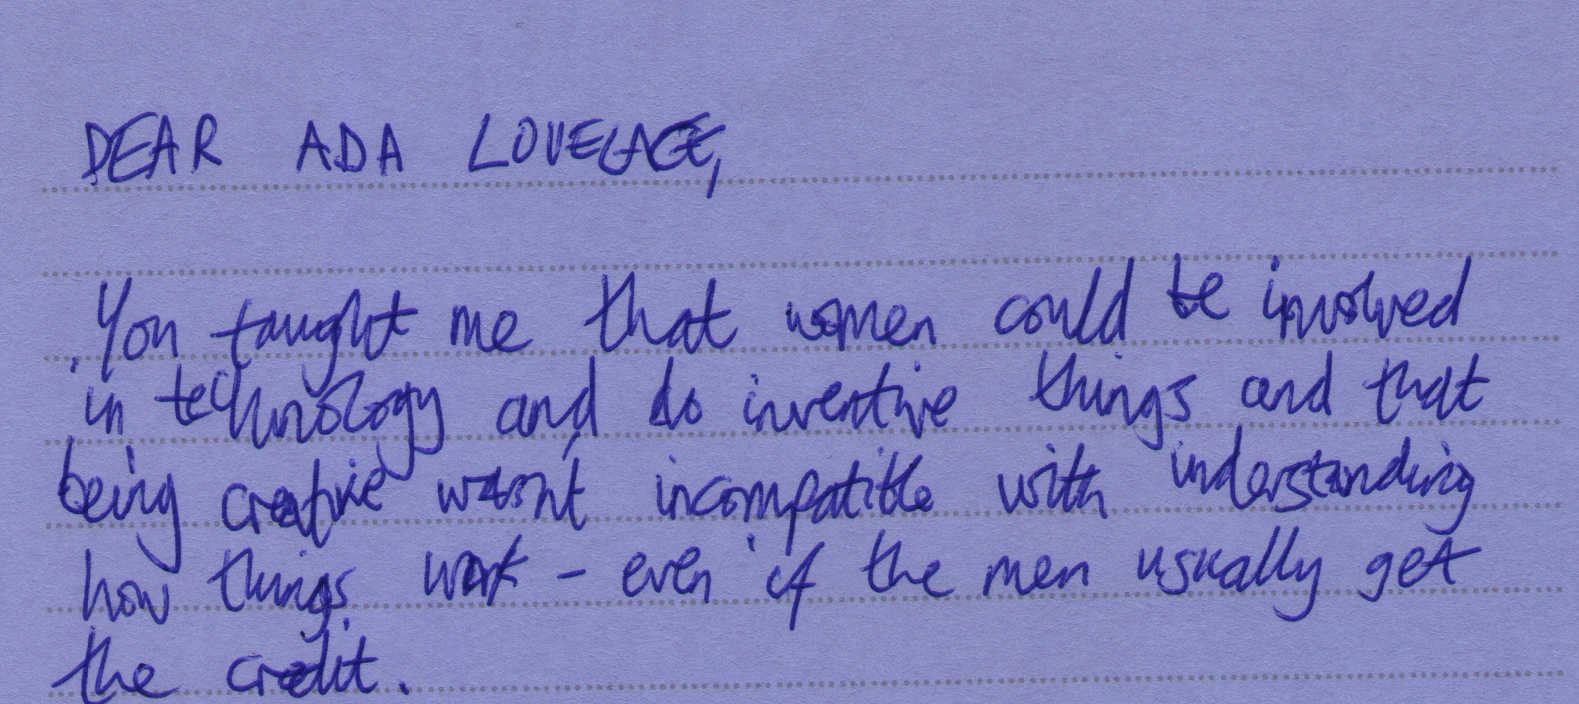 DEAR ADA LOVELACE,
You taught me that women could be involved
in technology and do inventive things and that
being creative wasn't incompatible with understanding
how things work - even if the men usually get
the credit.